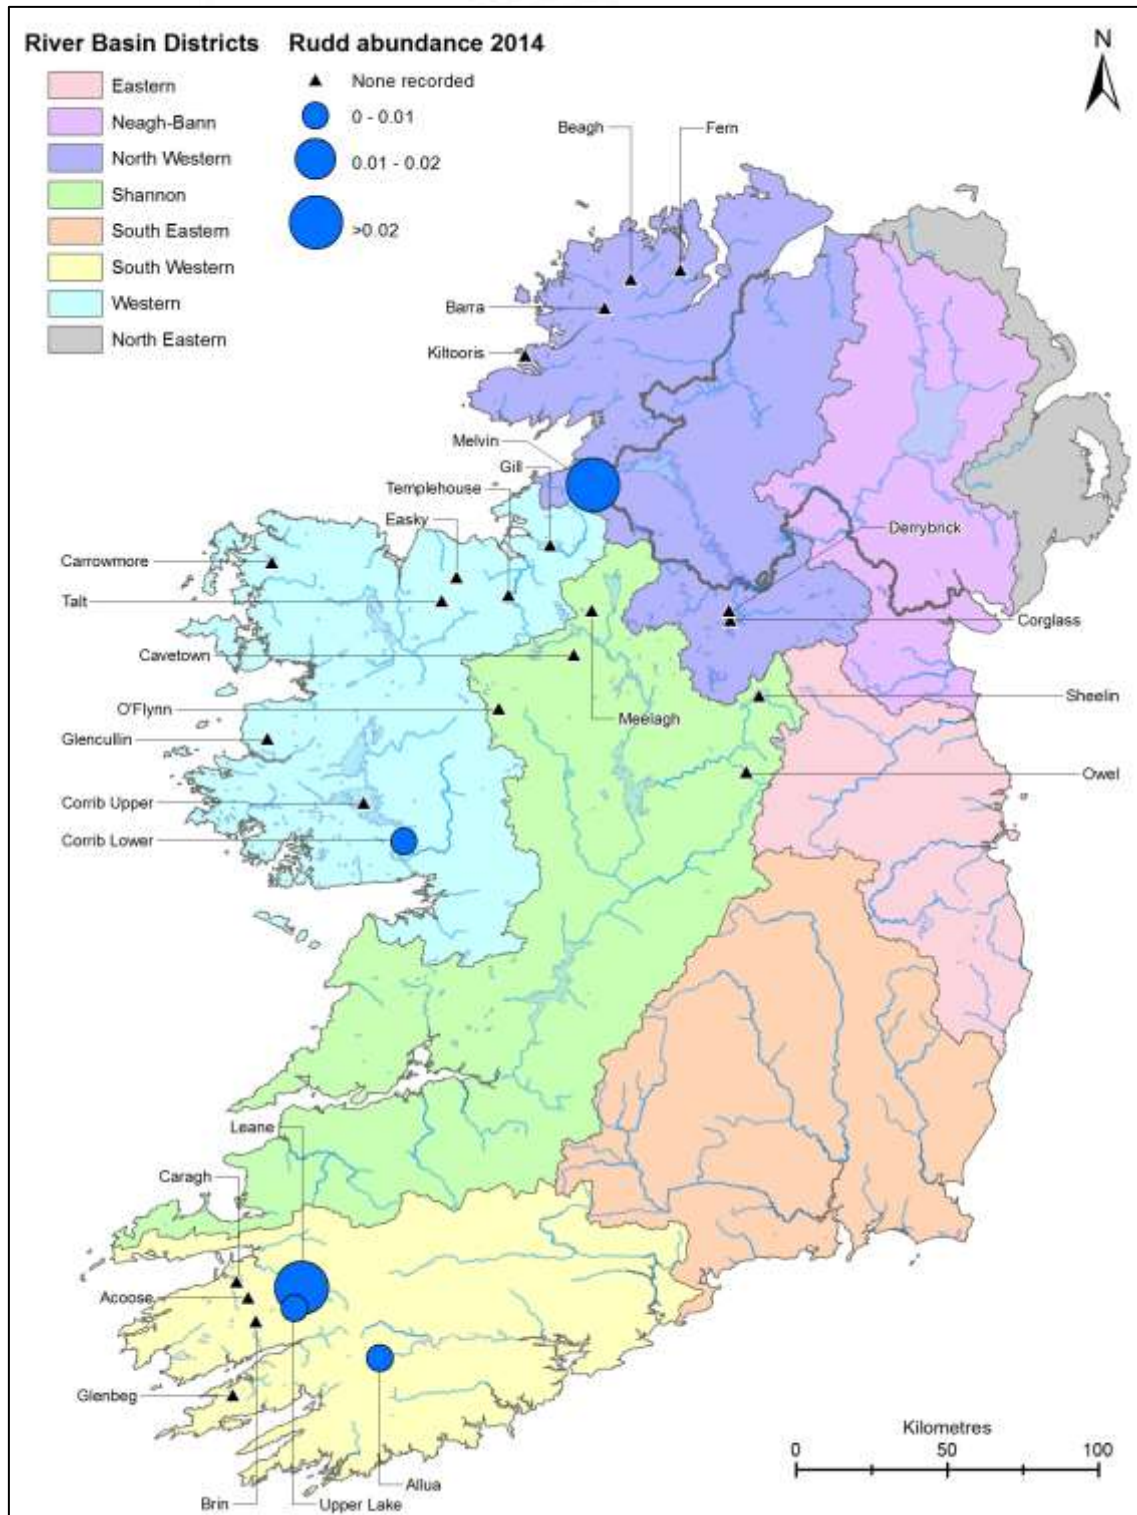 River Basin Districts
Eastern
Neagh-Bann
North Western
Shannon
South Eastern
South Western
Western
North Eastern
Rudd abundance 2014
None recorded
0 - 0.01
0.01 - 0.02
>0.02
N
Beagh
Fern
Barra
Kiltooris
Melvin
Gill
Templehouse
Easky
Derrybrick
Carrowmore
Talt
Corglass
Cavetown
Sheelin
O'Flynn
Meelagh
Glencullin
Owel
Corrib Upper
Corrib Lower
Leane
Caragh
Acoose
Glenbeg
Brin
Upper Lake
Allua
Kilometres
0 50 100